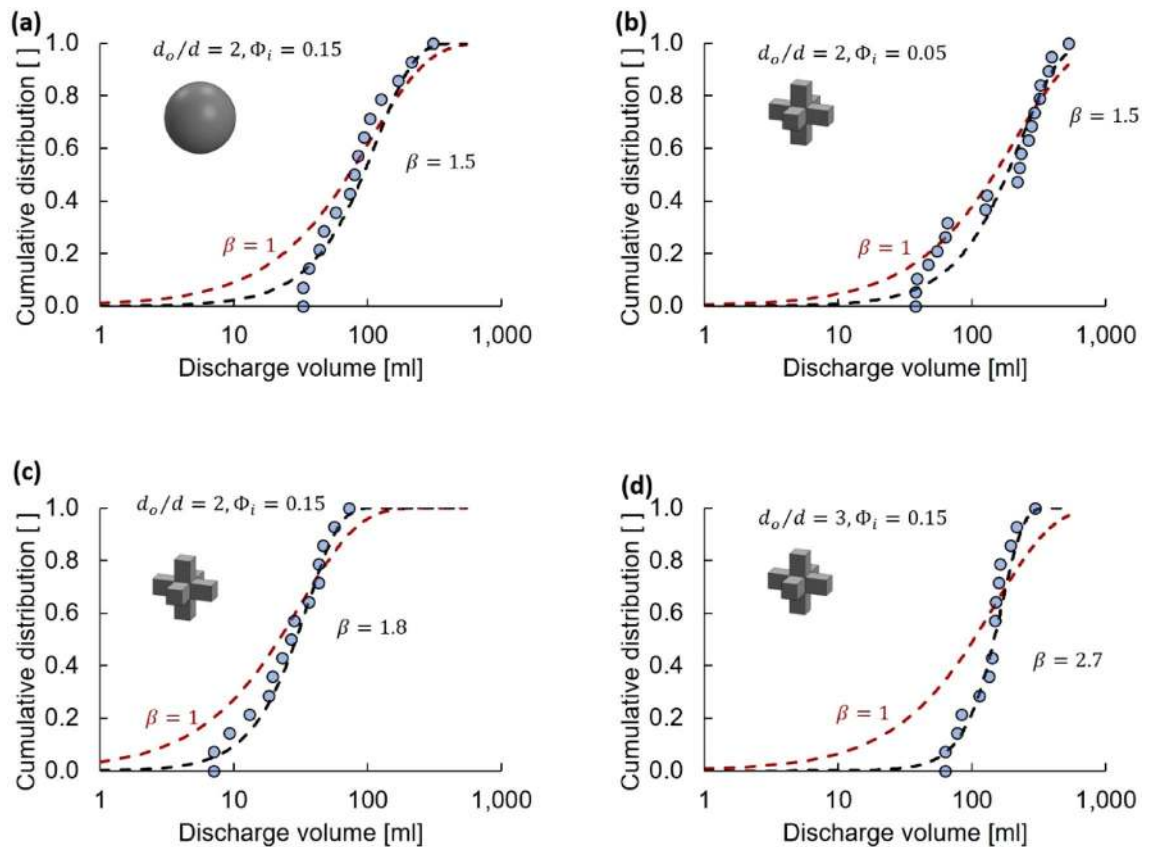 (a)
d_o/d = 2, Φ_i = 0.15
Cumulative distribution [ ]
1.0
0.8
0.6
0.4
0.2
0.0
β = 1.5
β = 1
1 10 100 1,000
Discharge volume [ml]
(b)
d_o/d = 2, Φ_i = 0.05
Cumulative distribution [ ]
1.0
0.8
0.6
0.4
0.2
0.0
β = 1.5
β = 1
1 10 100 1,000
Discharge volume [ml]
(c)
d_o/d = 2, Φ_i = 0.15
Cumulative distribution [ ]
1.0
0.8
0.6
0.4
0.2
0.0
β = 1.8
β = 1
1 10 100 1,000
Discharge volume [ml]
(d)
d_o/d = 3, Φ_i = 0.15
Cumulative distribution [ ]
1.0
0.8
0.6
0.4
0.2
0.0
β = 2.7
β = 1
1 10 100 1,000
Discharge volume [ml]